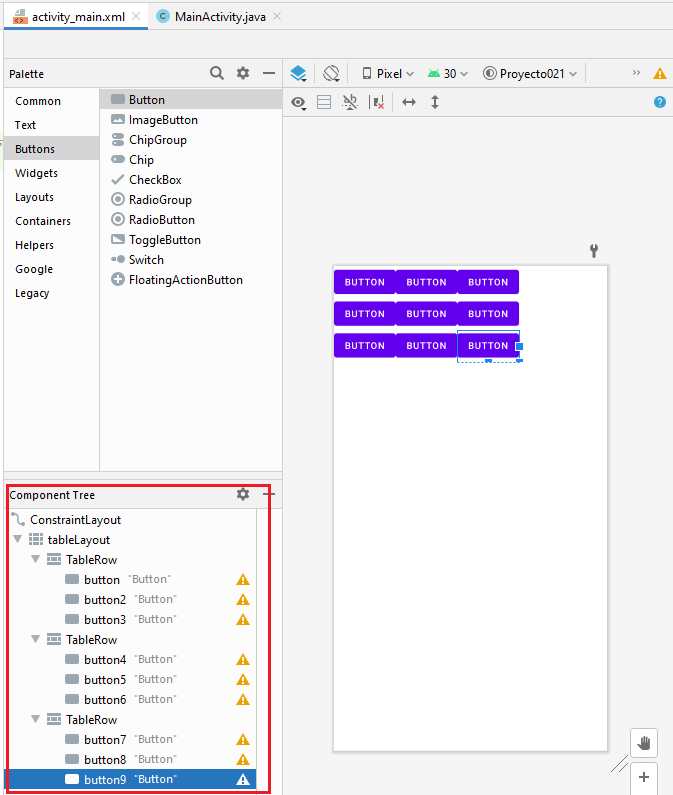 activity_main.xml MainActivity.java
Palette
Pixel 30 Proyecto021
Common
Text
Buttons
Widgets
Layouts
Containers
Helpers
Google
Legacy
Button
ImageButton
ChipGroup
Chip
CheckBox
RadioGroup
RadioButton
ToggleButton
Switch
FloatingActionButton
BUTTON BUTTON BUTTON
BUTTON BUTTON BUTTON
BUTTON BUTTON BUTTON
Component Tree
ConstraintLayout
tableLayout
TableRow
button "Button"
button2 "Button"
button3 "Button"
TableRow
button4 "Button"
button5 "Button"
button6 "Button"
TableRow
button7 "Button"
button8 "Button"
button9 "Button"